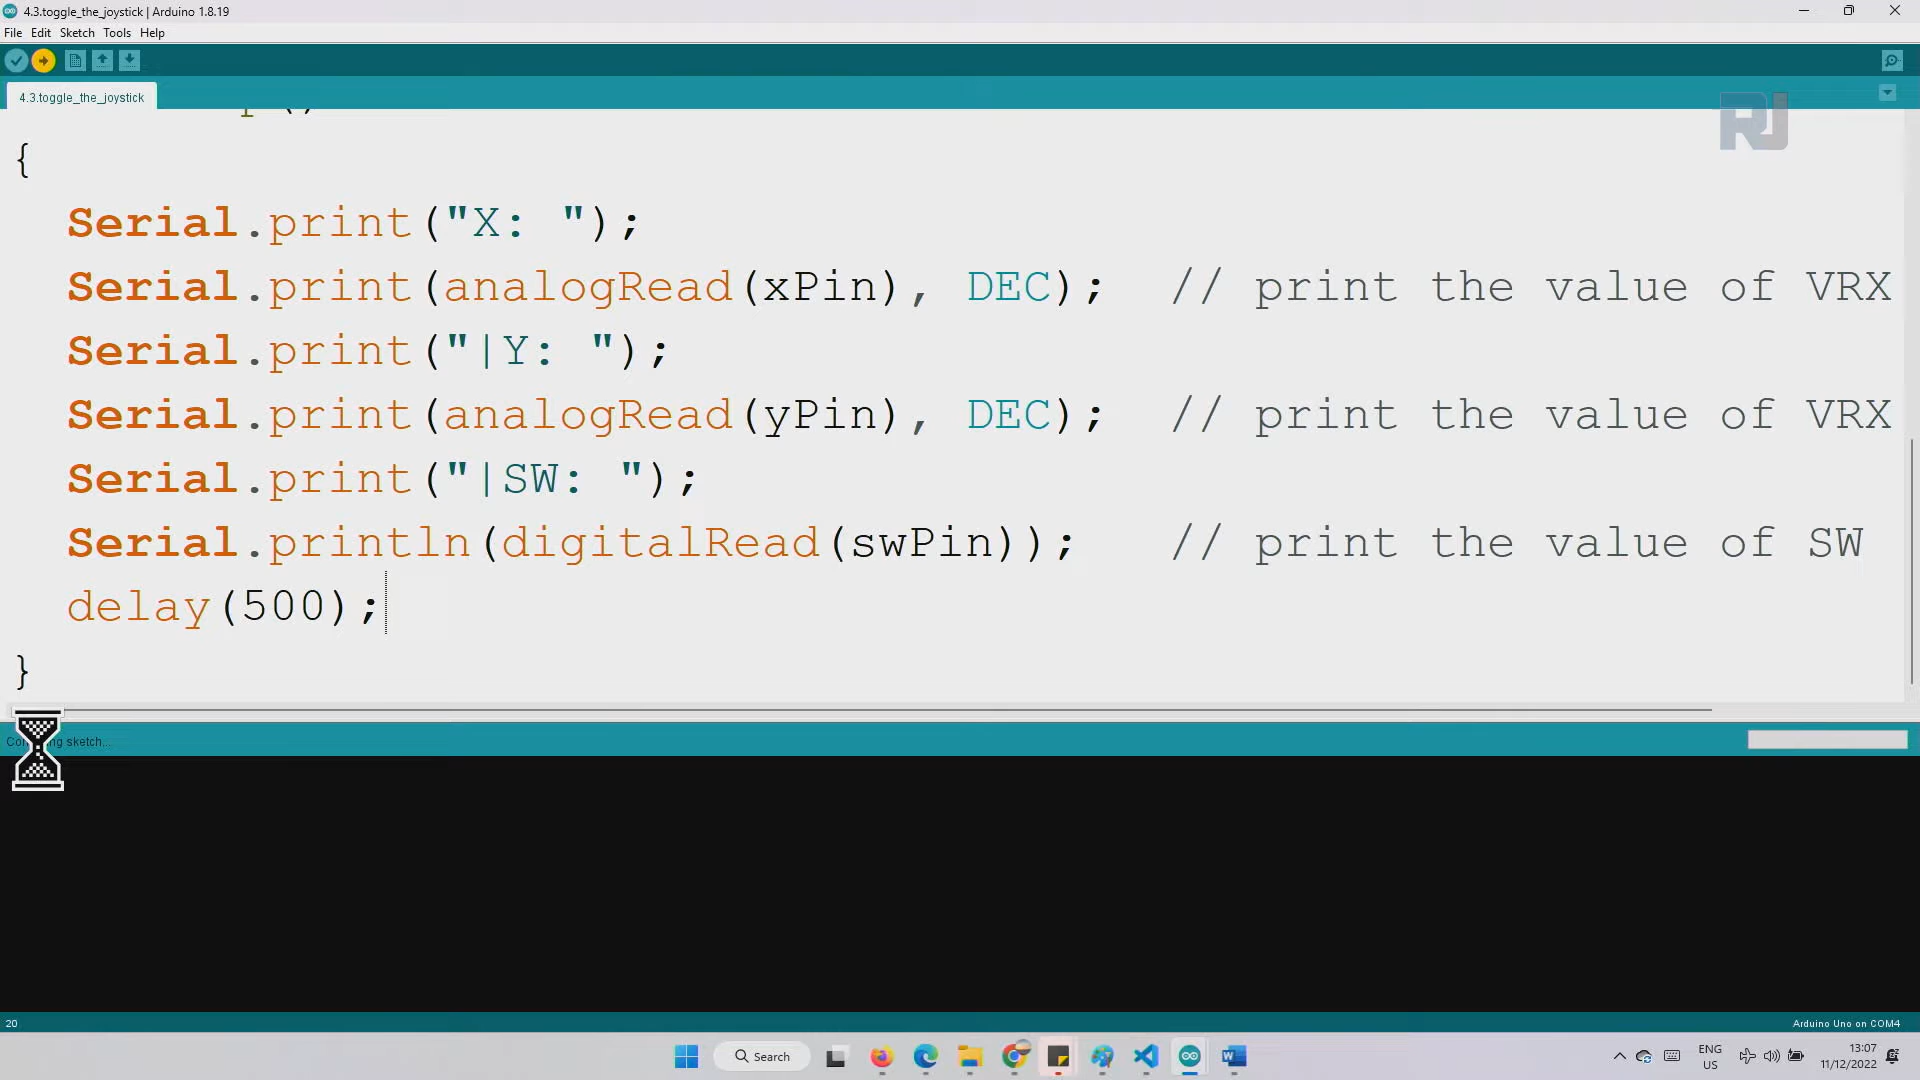 4.3.toggle_the_joystick | Arduino 1.8.19
File Edit Sketch Tools Help
4.3.toggle_the_joystick
RJ
{
Serial.print("X: ");
Serial.print(analogRead(xPin), DEC); // print the value of VRX
Serial.print("|Y: ");
Serial.print(analogRead(yPin), DEC); // print the value of VRX
Serial.print("|SW: ");
Serial.println(digitalRead(swPin)); // print the value of SW
delay(500);
}
sketch...
20
Arduino Uno on COM4
Search
ENG
US
13:07
11/12/2022